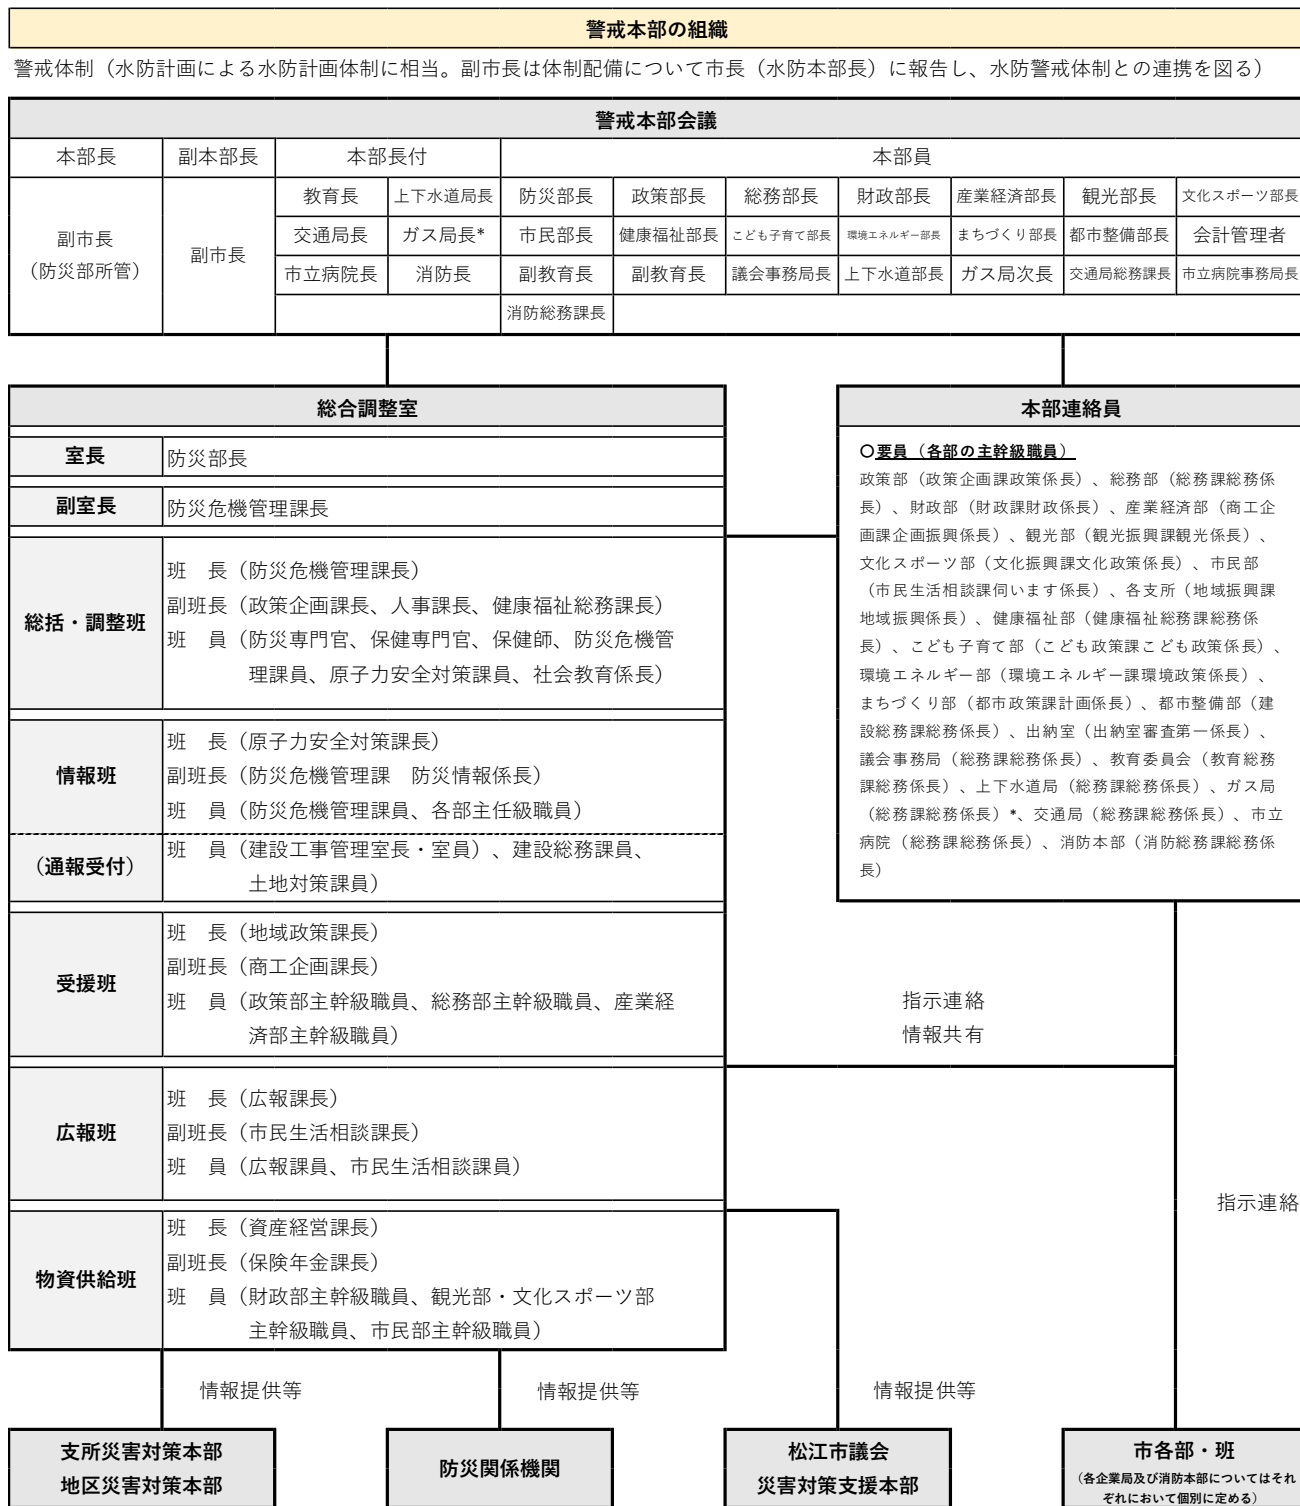 警戒本部の組織
警戒体制（水防計画による水防計画体制に相当。副市長は体制配備について市長（水防本部長）に報告し、水防警戒体制との連携を図る）
警戒本部会議
本部長 副本部長 本部長付 本部員
副市長
（防災部所管）
副市長
教育長 上下水道局長 防災部長 政策部長 総務部長 財政部長 産業経済部長 観光部長 文化スポーツ部長
交通局長 ガス局長* 市民部長 健康福祉部長 こども子育て部長 環境エネルギー部長 まちづくり部長 都市整備部長 会計管理者
市立病院長 消防長 副教育長 副教育長 議会事務局長 上下水道部長 ガス局次長 交通局総務課長 市立病院事務局長
消防総務課長
総合調整室
室長 防災部長
副室長 防災危機管理課長
総括・調整班
班　長（防災危機管理課長）
副班長（政策企画課長、人事課長、健康福祉総務課長）
班　員（防災専門官、保健専門官、保健師、防災危機管
理課員、原子力安全対策課員、社会教育係長）
情報班
班　長（原子力安全対策課長）
副班長（防災危機管理課　防災情報係長）
班　員（防災危機管理課員、各部主任級職員）
（通報受付）
班　員（建設工事管理室長・室員）、建設総務課員、
土地対策課員）
受援班
班　長（地域政策課長）
副班長（商工企画課長）
班　員（政策部主幹級職員、総務部主幹級職員、産業経
済部主幹級職員）
広報班
班　長（広報課長）
副班長（市民生活相談課長）
班　員（広報課員、市民生活相談課員）
物資供給班
班　長（資産経営課長）
副班長（保険年金課長）
班　員（財政部主幹級職員、観光部・文化スポーツ部
主幹級職員、市民部主幹級職員）
本部連絡員
〇要員（各部の主幹級職員）
政策部（政策企画課政策係長）、総務部（総務課総務係
長）、財政部（財政課財政係長）、産業経済部（商工企
画課企画振興係長）、観光部（観光振興課観光係長）、
文化スポーツ部（文化振興課文化政策係長）、市民部
（市民生活相談課伺います係長）、各支所（地域振興課
地域振興係長）、健康福祉部（健康福祉総務課総務係
長）、こども子育て部（こども政策課こども政策係長）、
環境エネルギー部（環境エネルギー課環境政策係長）、
まちづくり部（都市政策課計画係長）、都市整備部（建
設総務課総務係長）、出納室（出納室審査第一係長）、
議会事務局（総務課総務係長）、教育委員会（教育総務
課総務係長）、上下水道局（総務課総務係長）、ガス局
（総務課総務係長）*、交通局（総務課総務係長）、市立
病院（総務課総務係長）、消防本部（消防総務課総務係
長）
指示連絡
情報共有
指示連絡
情報提供等 情報提供等 情報提供等
支所災害対策本部
地区災害対策本部
防災関係機関
松江市議会
災害対策支援本部
市各部・班
（各企業局及び消防本部についてはそれ
ぞれにおいて個別に定める）